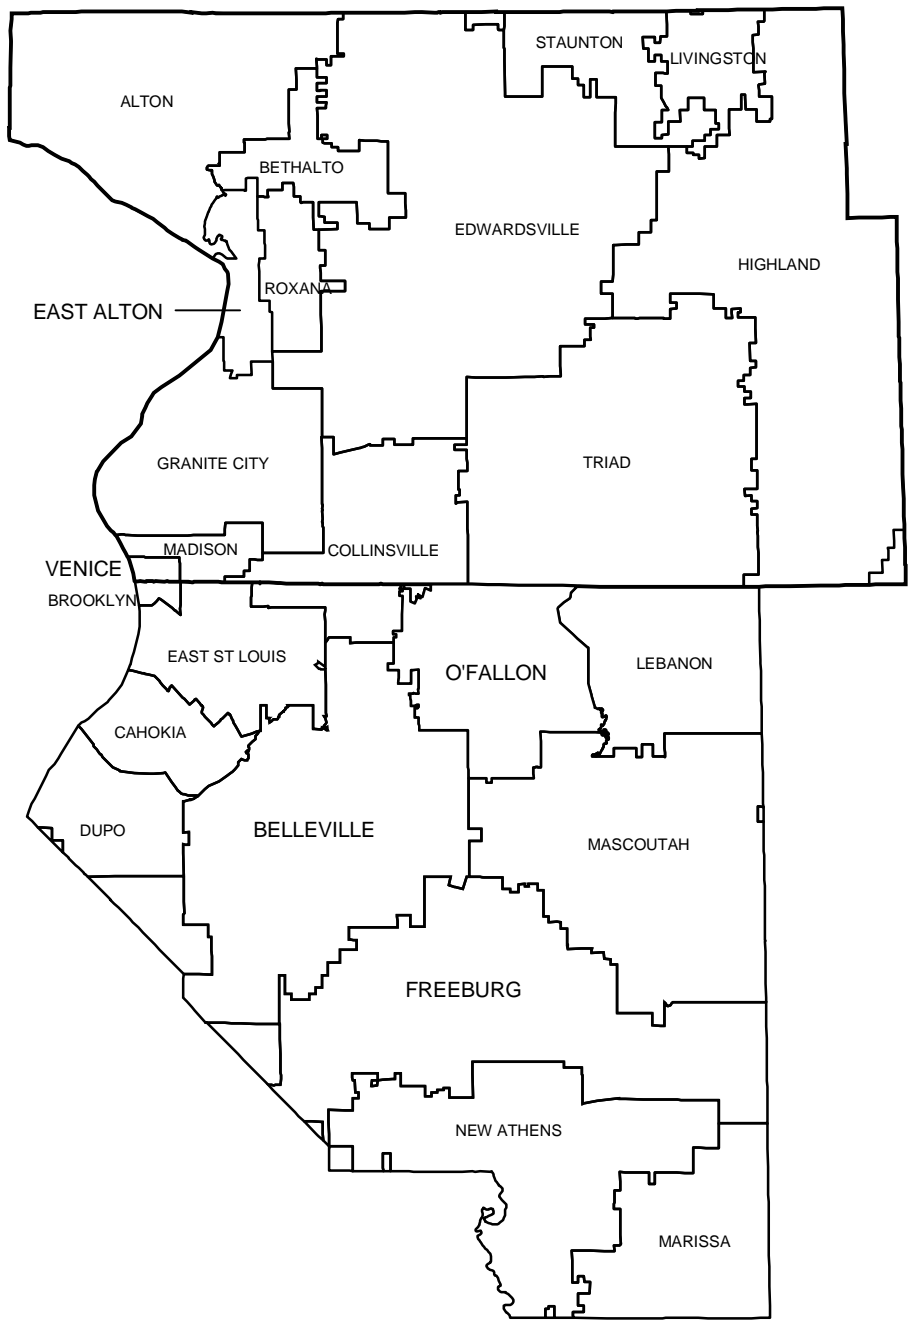 STAUNTON
LIVINGSTON
ALTON
BETHALTO
EDWARDSVILLE
HIGHLAND
ROXANA
EAST ALTON
GRANITE CITY
TRIAD
MADISON
COLLINSVILLE
VENICE
BROOKLYN
EAST ST LOUIS
LEBANON
O'FALLON
CAHOKIA
DUPO
BELLEVILLE
MASCOUTAH
FREEBURG
NEW ATHENS
MARISSA